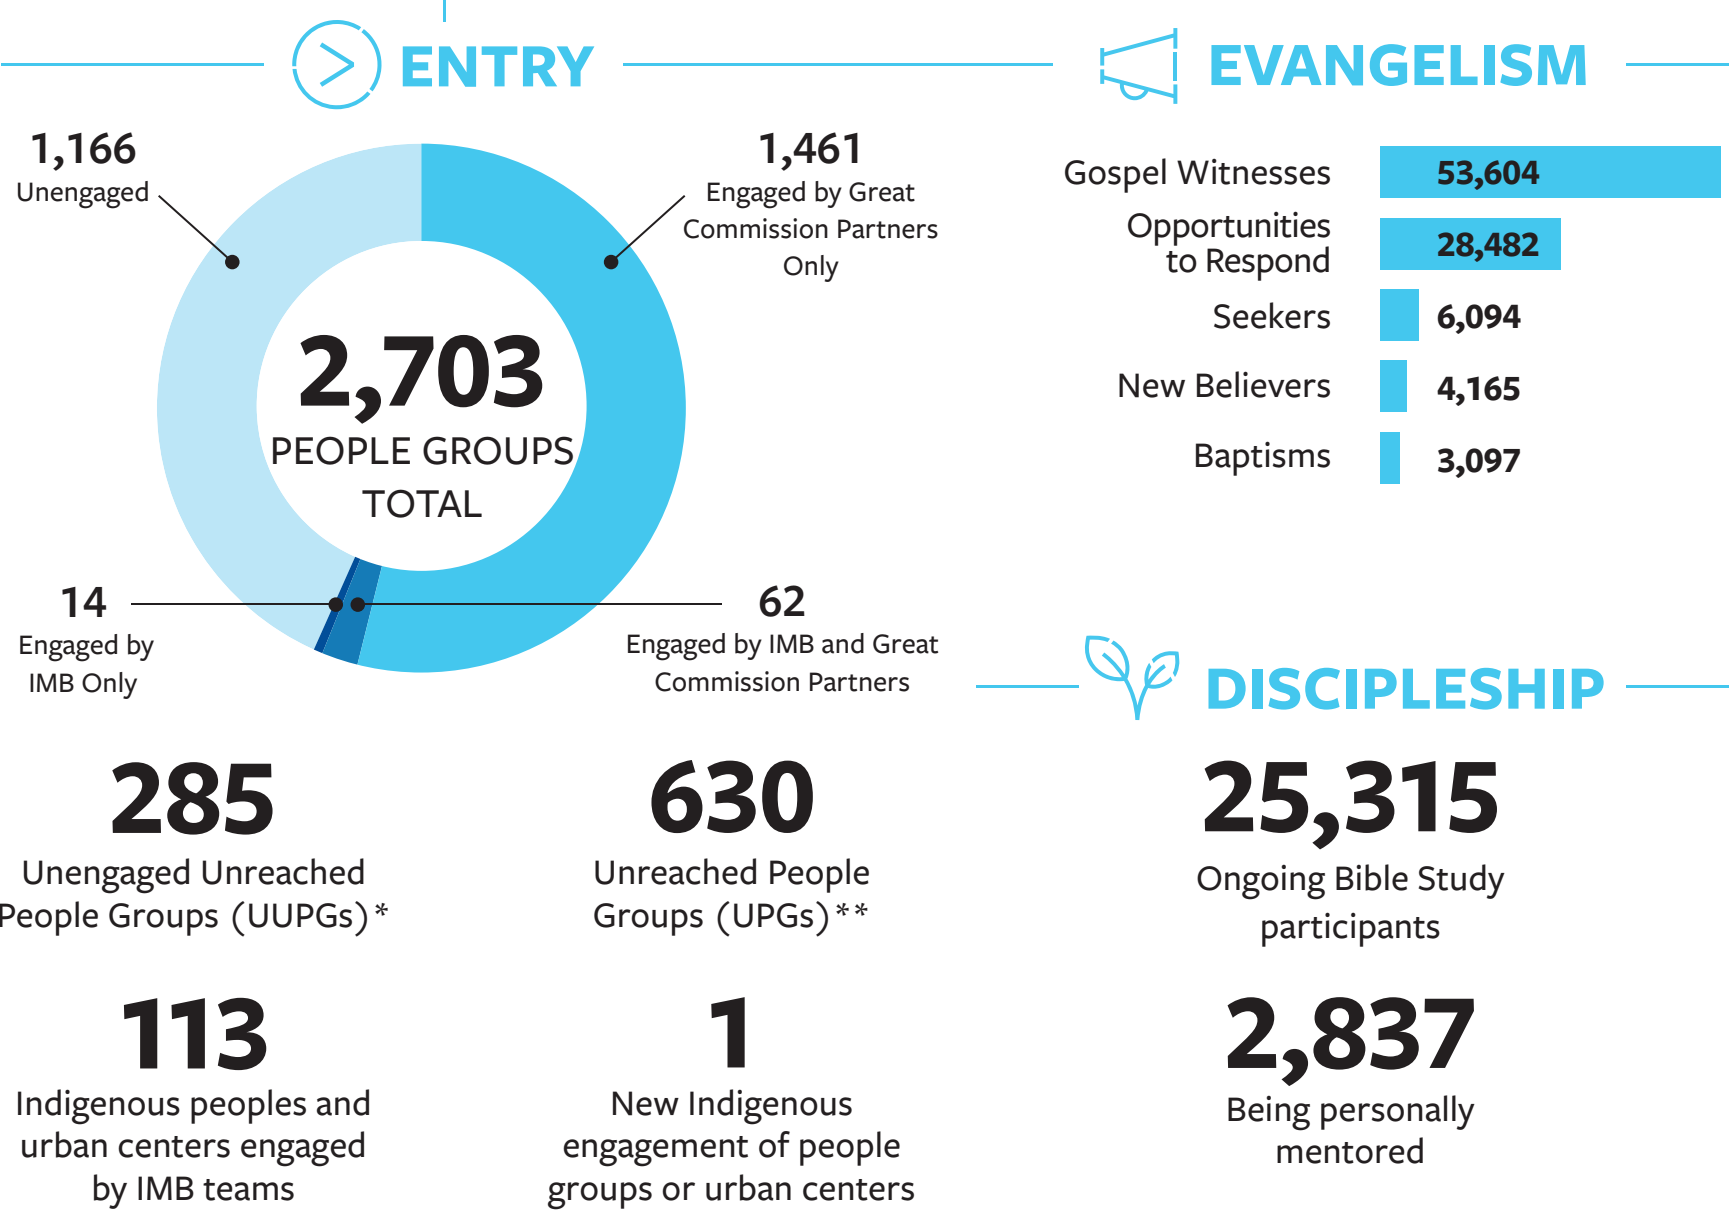 ENTRY
1,166
Unengaged
1,461
Engaged by Great
Commission Partners
Only
2,703
PEOPLE GROUPS
TOTAL
14
Engaged by
IMB Only
62
Engaged by IMB and Great
Commission Partners
285
Unengaged Unreached
People Groups (UUPGs)*
630
Unreached People
Groups (UPGs)**
113
Indigenous peoples and
urban centers engaged
by IMB teams
1
New Indigenous
engagement of people
groups or urban centers
EVANGELISM
Gospel Witnesses 53,604
Opportunities
to Respond 28,482
Seekers 6,094
New Believers 4,165
Baptisms 3,097
DISCIPLESHIP
25,315
Ongoing Bible Study
participants
2,837
Being personally
mentored